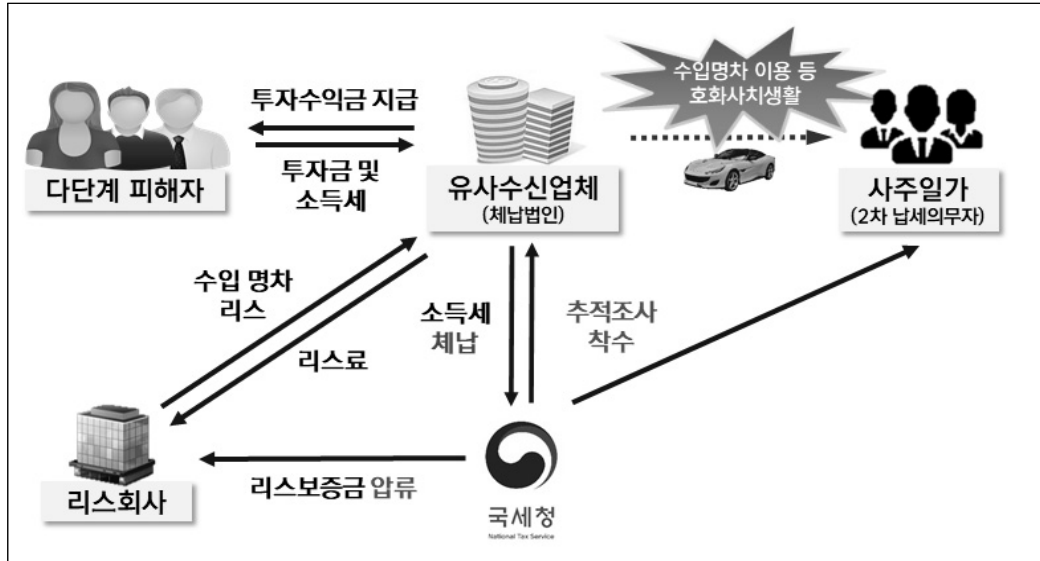 수입명차 이용 등
호화사치생활
투자수익금 지급
투자금 및
소득세
다단계 피해자
유사수신업체
(체납법인)
사주일가
(2차 납세의무자)
수입 명차
리스
리스료
소득세
체납
추적조사
착수
리스회사
리스보증금 압류
국세청
National Tax Service